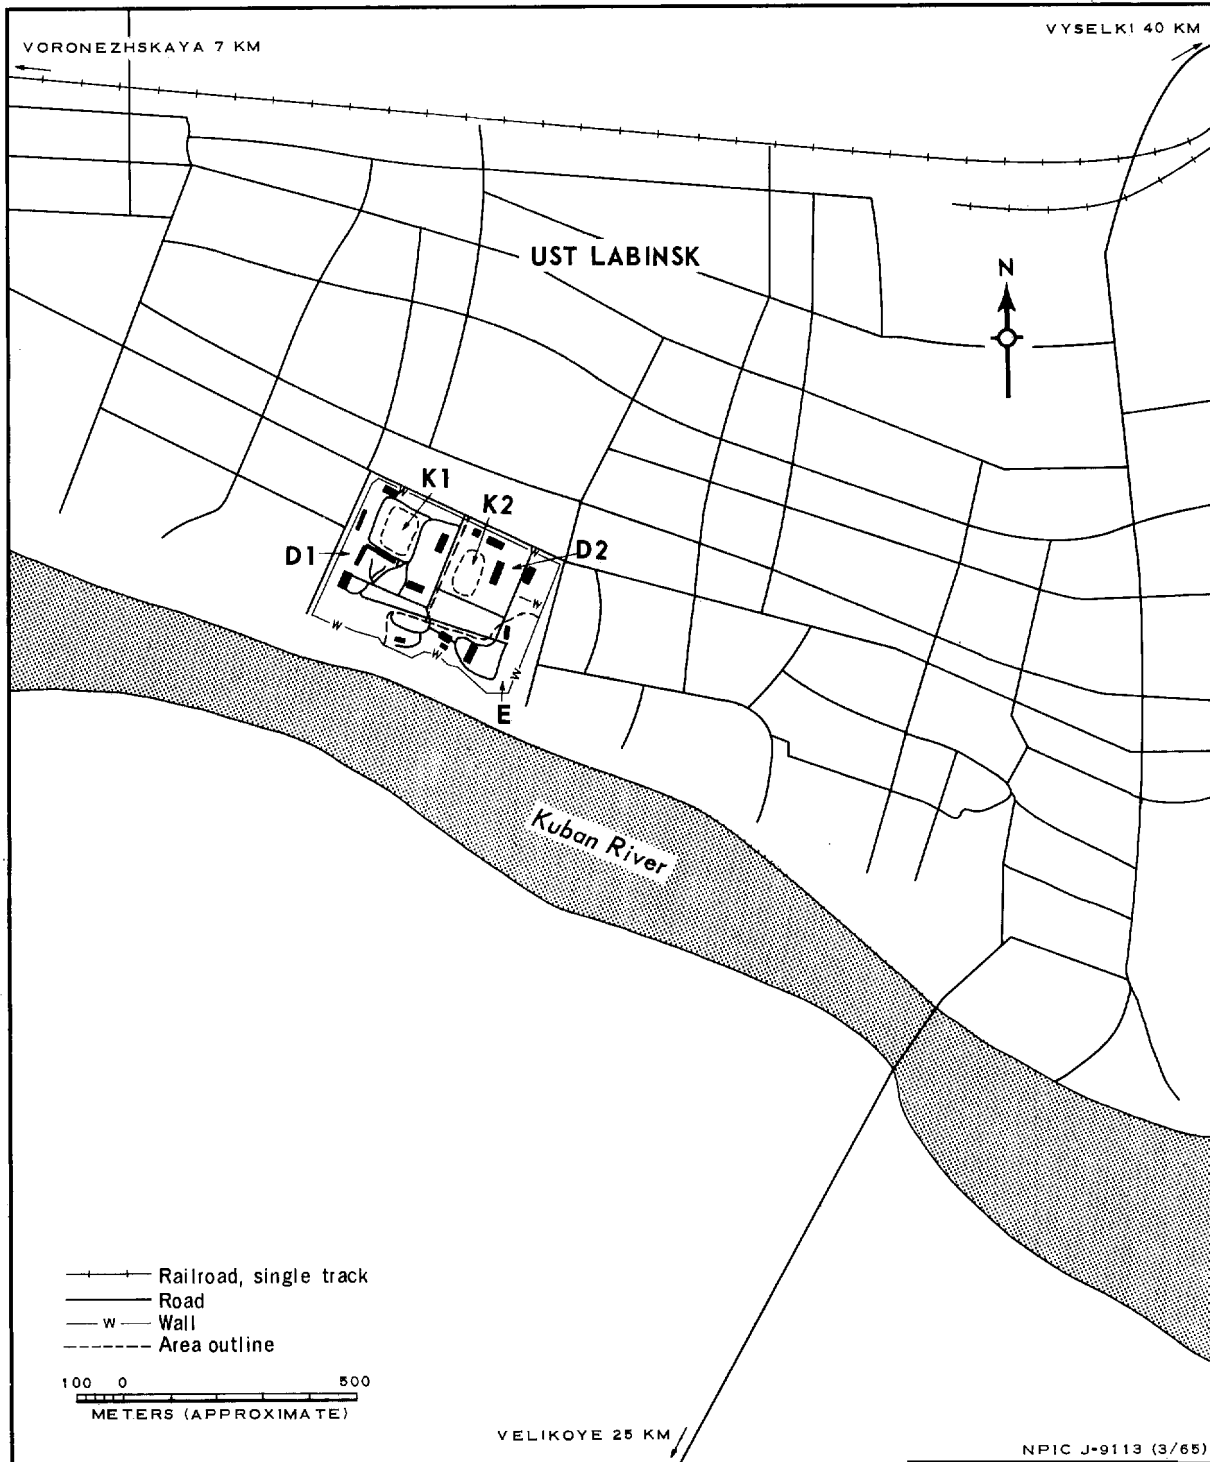 VORONEZHSKAYA 7 KM
VYSELKI 40 KM
UST LABINSK
N
K1
K2
D1
D2
W
W
W
W
W
W
W
E
Kuban River
Railroad, single track
Road
W Wall
Area outline
100 0 500
METERS (APPROXIMATE)
VELIKOYE 25 KM
NPIC J-9113 (3/65)